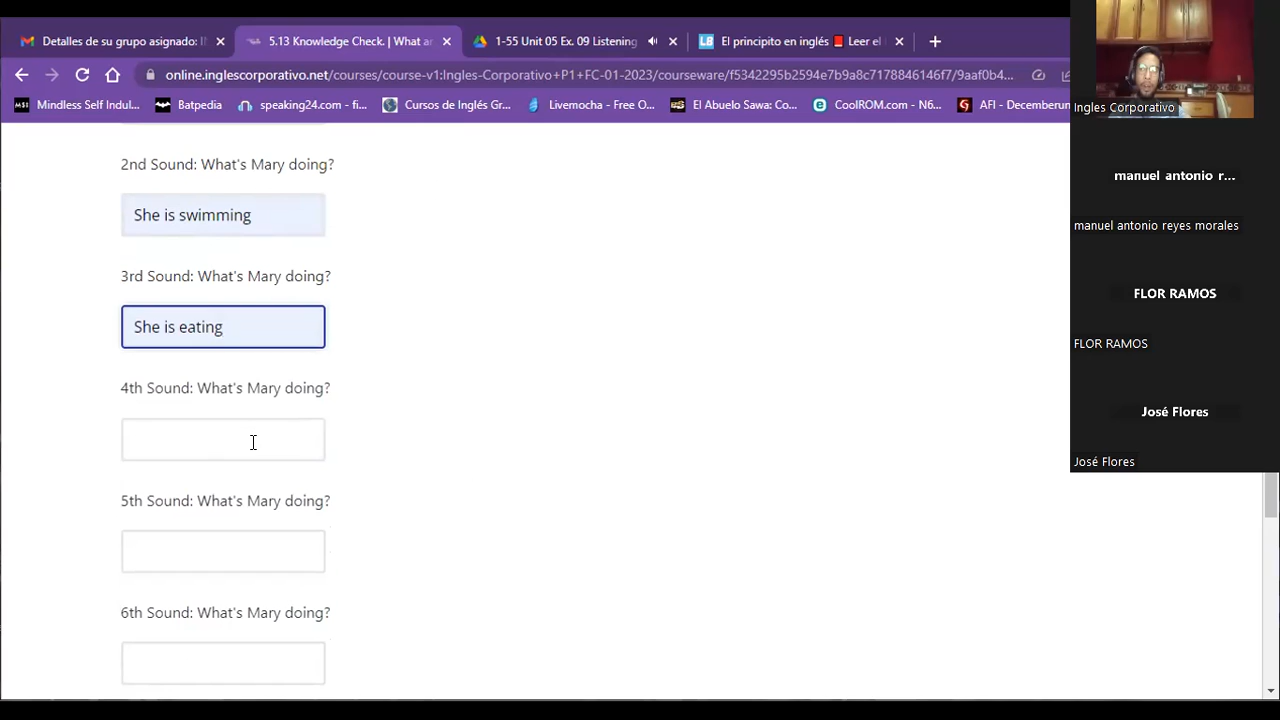 Detalles de su grupo asignado: I
5.13 Knowledge Check. | What ar
1-55 Unit 05 Ex. 09 Listening
El principito en inglés 📕 Leer el
online.inglescorporativo.net/courses/course-v1:Ingles-Corporativo+P1+FC-01-2023/courseware/f5342295b2594e7b9a8c7178846146f7/9aaf0b4...
Mindless Self Indul...
Batpedia
speaking24.com - fi...
Cursos de Inglés Gr...
Livemocha - Free O...
El Abuelo Sawa: Co...
CoolROM.com - N6...
AFI - Decemberun
Ingles Corporativo
manuel antonio r...
manuel antonio reyes morales
FLOR RAMOS
FLOR RAMOS
José Flores
José Flores
2nd Sound: What's Mary doing?
She is swimming
3rd Sound: What's Mary doing?
She is eating
4th Sound: What's Mary doing?
5th Sound: What's Mary doing?
6th Sound: What's Mary doing?